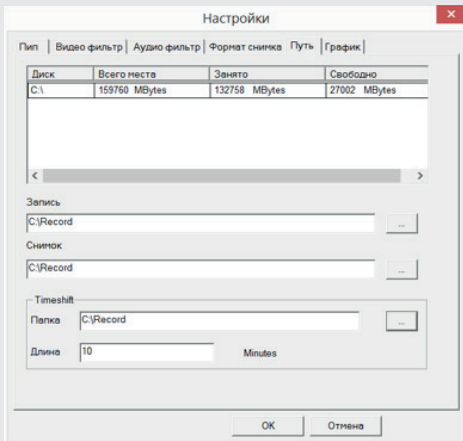 Настройки
Пип Видео фильтр Аудио фильтр Формат снимка Путь График
Диск Всего места Занято Свободно
C:\ 159760 MBytes 132758 MBytes 27002 MBytes
Запись
C:\Record ...
Снимок
C:\Record ...
Timeshift
Папка C:\Record ...
Длина 10 Minutes
OK Отмена